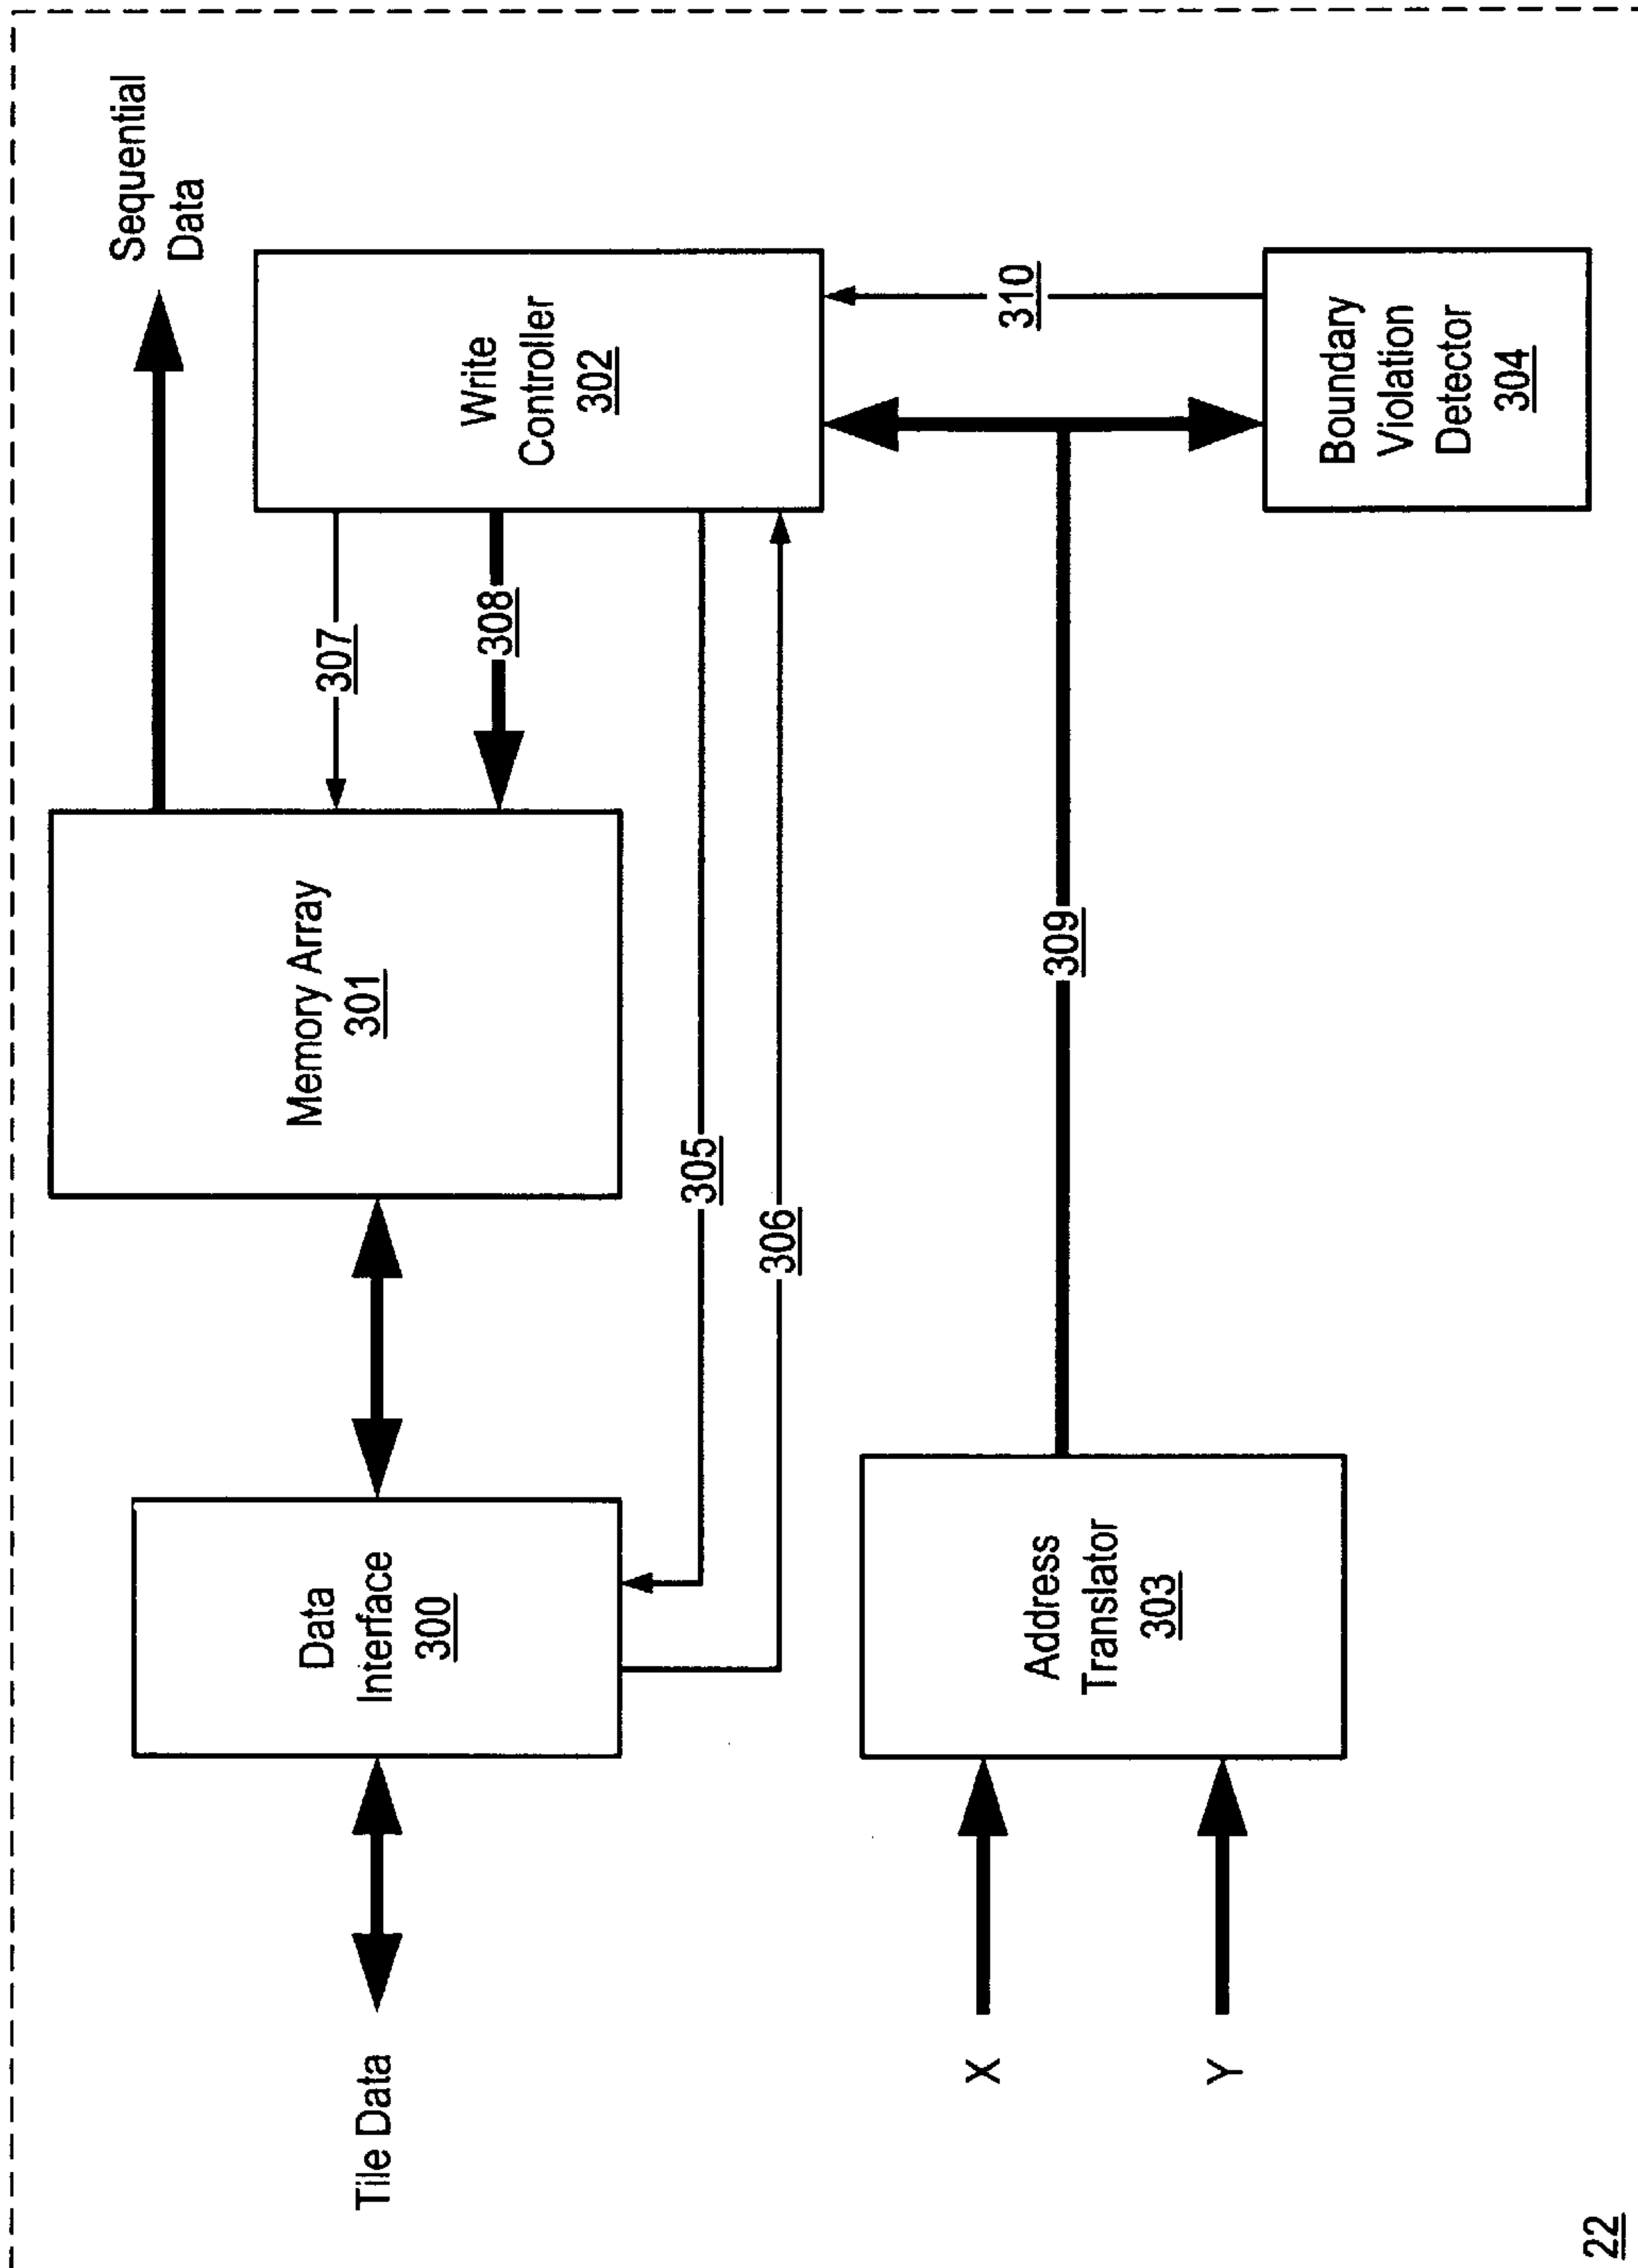 Tile Data
Data
Interface
300
Memory Array
301
Sequential
Data
307
308
Write
Controller
302
305
306
X
Y
Address
Translator
303
309
310
Boundary
Violation
Detector
304
22